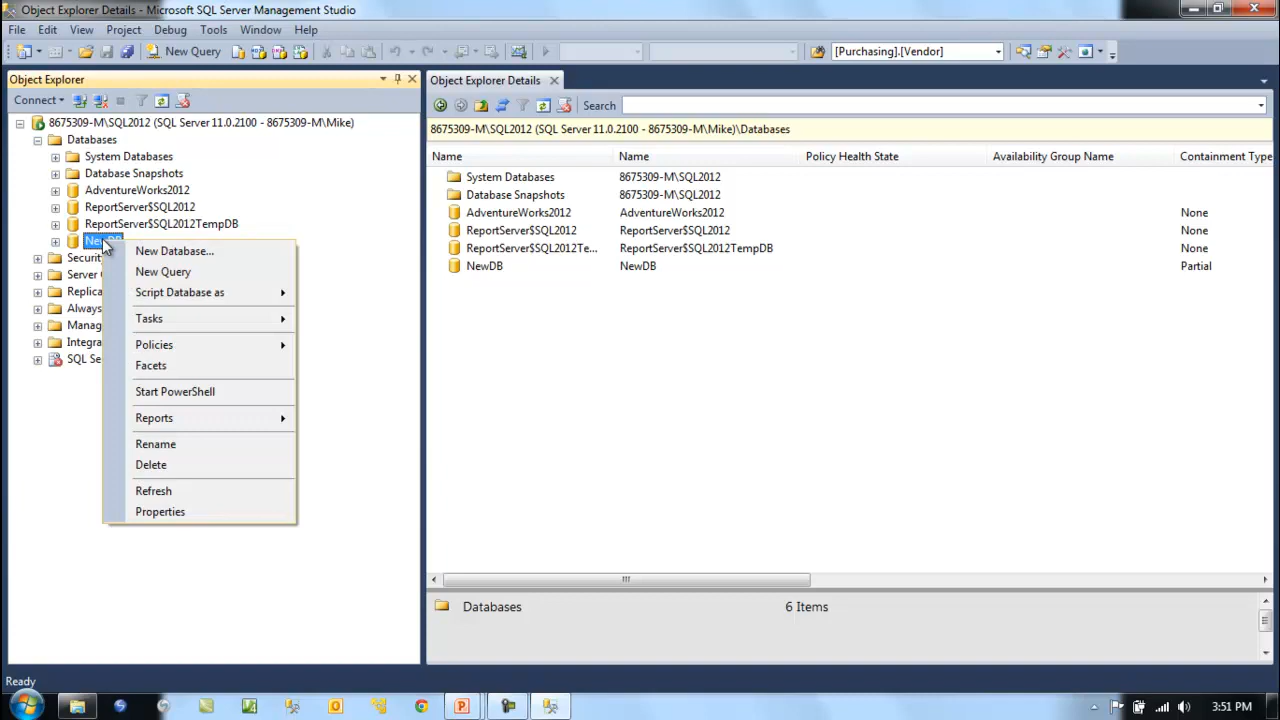 Object Explorer Details - Microsoft SQL Server Management Studio
File Edit View Project Debug Tools Window Help
New Query [Purchasing].[Vendor]
Object Explorer
Connect
8675309-M\SQL2012 (SQL Server 11.0.2100 - 8675309-M\Mike)
Databases
System Databases
Database Snapshots
AdventureWorks2012
ReportServer$SQL2012
ReportServer$SQL2012TempDB
NewDB
Securit
Server
Replica
Always
Manag
Integra
SQL Se
New Database...
New Query
Script Database as
Tasks
Policies
Facets
Start PowerShell
Reports
Rename
Delete
Refresh
Properties
Object Explorer Details
Search
8675309-M\SQL2012 (SQL Server 11.0.2100 - 8675309-M\Mike)\Databases
Name Name Policy Health State Availability Group Name Containment Type
System Databases 8675309-M\SQL2012
Database Snapshots 8675309-M\SQL2012
AdventureWorks2012 AdventureWorks2012 None
ReportServer$SQL2012 ReportServer$SQL2012 None
ReportServer$SQL2012Te... ReportServer$SQL2012TempDB None
NewDB NewDB Partial
Databases 6 Items
Ready
3:51 PM